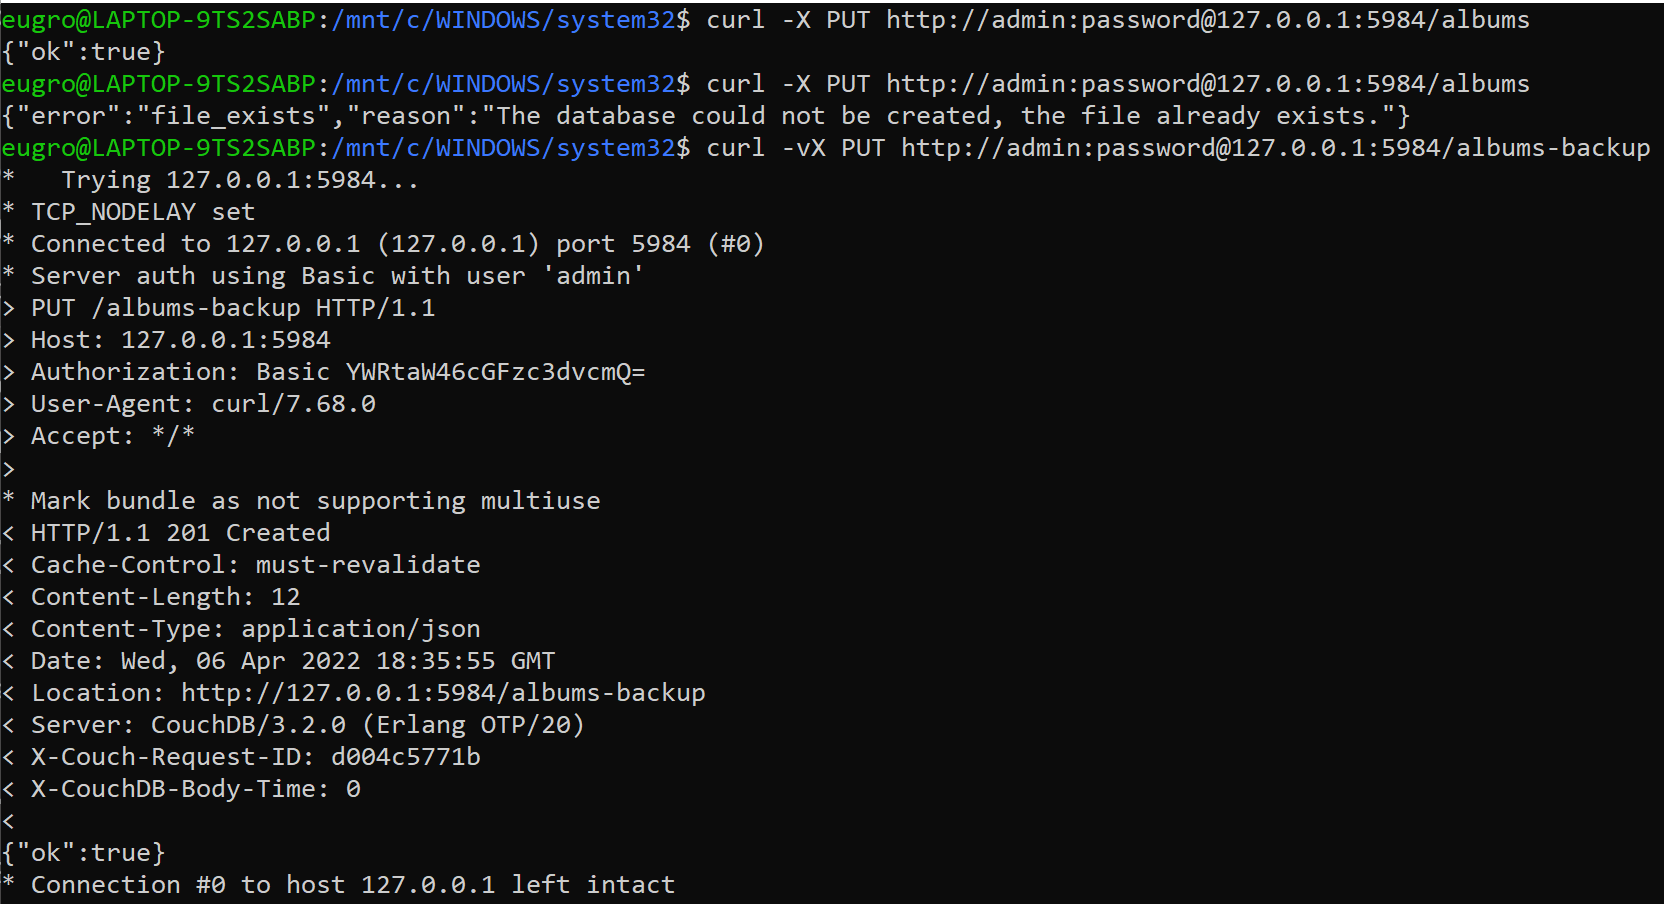 eugro@LAPTOP-9TS2SABP:/mnt/c/WINDOWS/system32$ curl -X PUT http://admin:password@127.0.0.1:5984/albums
{"ok":true}
eugro@LAPTOP-9TS2SABP:/mnt/c/WINDOWS/system32$ curl -X PUT http://admin:password@127.0.0.1:5984/albums
{"error":"file_exists","reason":"The database could not be created, the file already exists."}
eugro@LAPTOP-9TS2SABP:/mnt/c/WINDOWS/system32$ curl -vX PUT http://admin:password@127.0.0.1:5984/albums-backup
*   Trying 127.0.0.1:5984...
* TCP_NODELAY set
* Connected to 127.0.0.1 (127.0.0.1) port 5984 (#0)
* Server auth using Basic with user 'admin'
> PUT /albums-backup HTTP/1.1
> Host: 127.0.0.1:5984
> Authorization: Basic YWRtaW46cGFzc3dvcmQ=
> User-Agent: curl/7.68.0
> Accept: */*
>
* Mark bundle as not supporting multiuse
< HTTP/1.1 201 Created
< Cache-Control: must-revalidate
< Content-Length: 12
< Content-Type: application/json
< Date: Wed, 06 Apr 2022 18:35:55 GMT
< Location: http://127.0.0.1:5984/albums-backup
< Server: CouchDB/3.2.0 (Erlang OTP/20)
< X-Couch-Request-ID: d004c5771b
< X-CouchDB-Body-Time: 0
<
{"ok":true}
* Connection #0 to host 127.0.0.1 left intact